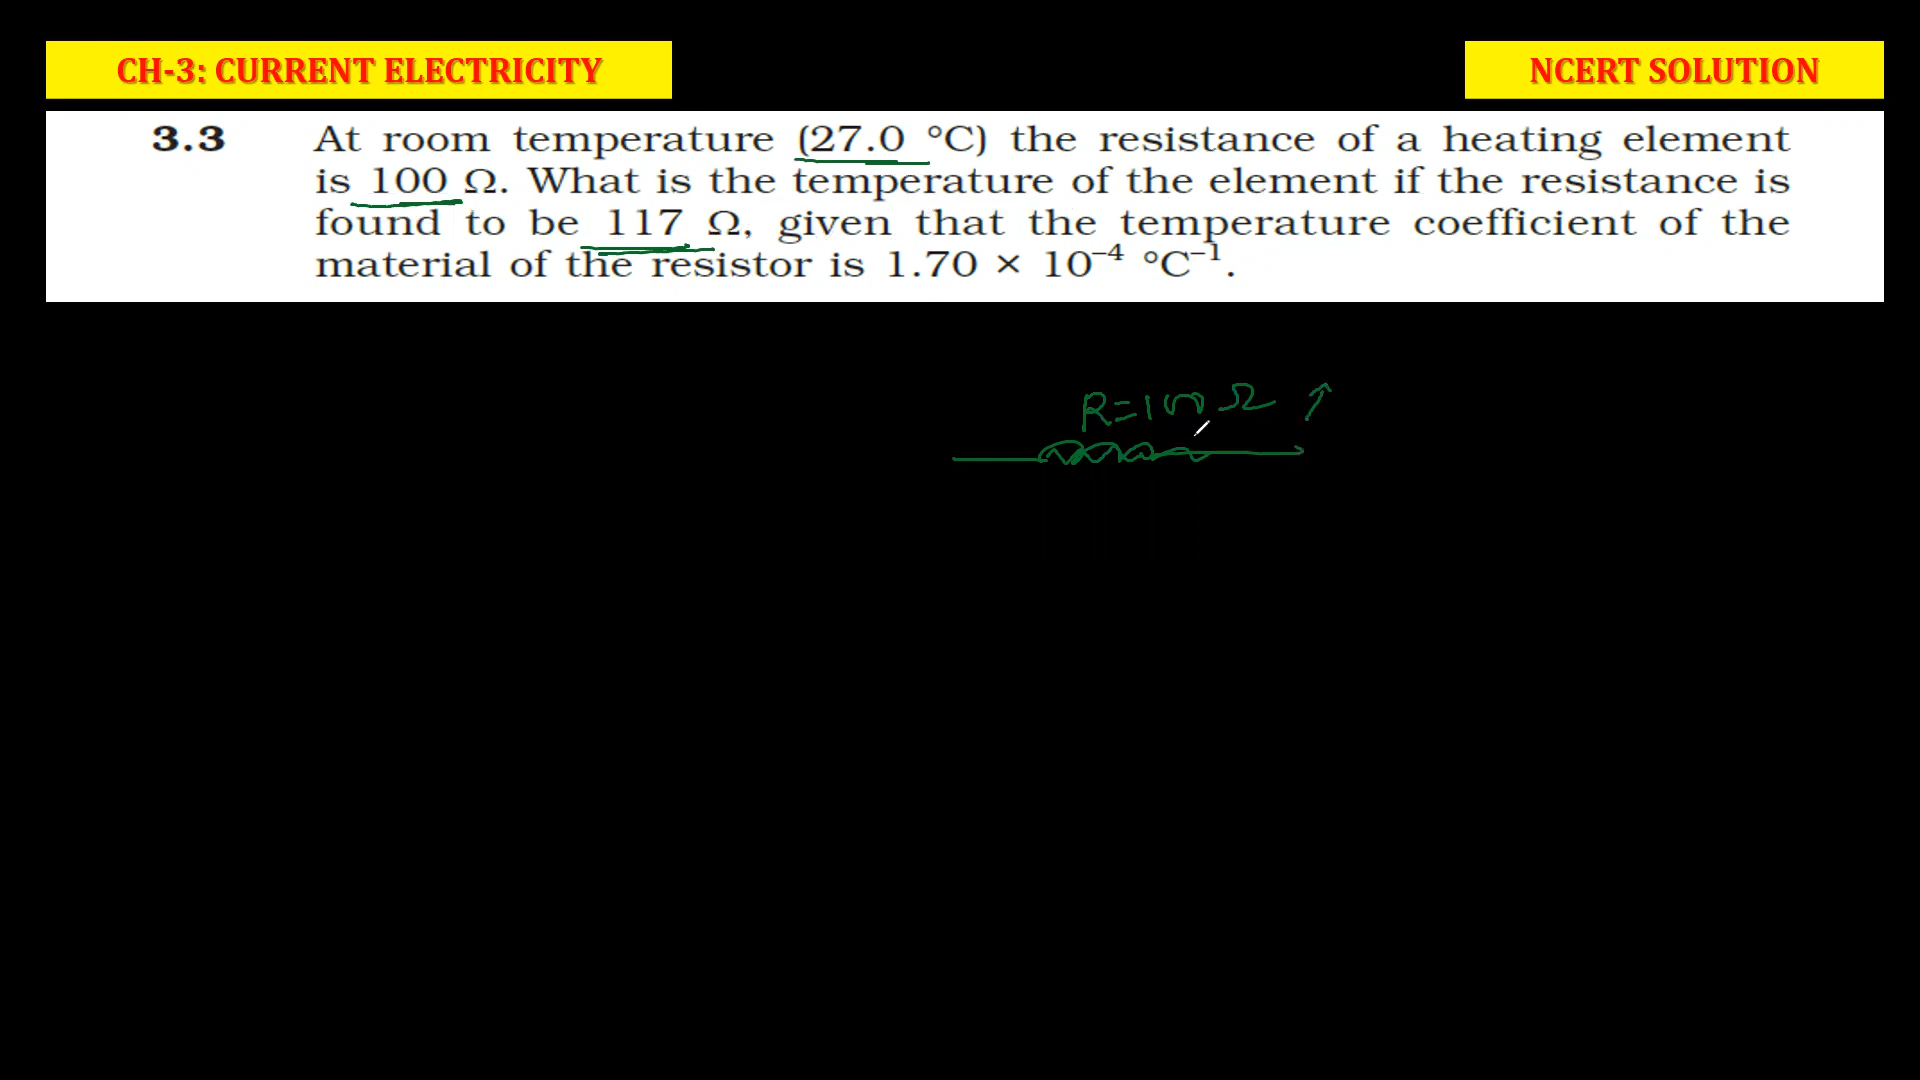 CH-3: CURRENT ELECTRICITY
NCERT SOLUTION
3.3 At room temperature (27.0 °C) the resistance of a heating element
is 100 Ω. What is the temperature of the element if the resistance is
found to be 117 Ω, given that the temperature coefficient of the
material of the resistor is 1.70 × 10⁻⁴ °C⁻¹.
R=100 Ω ↑